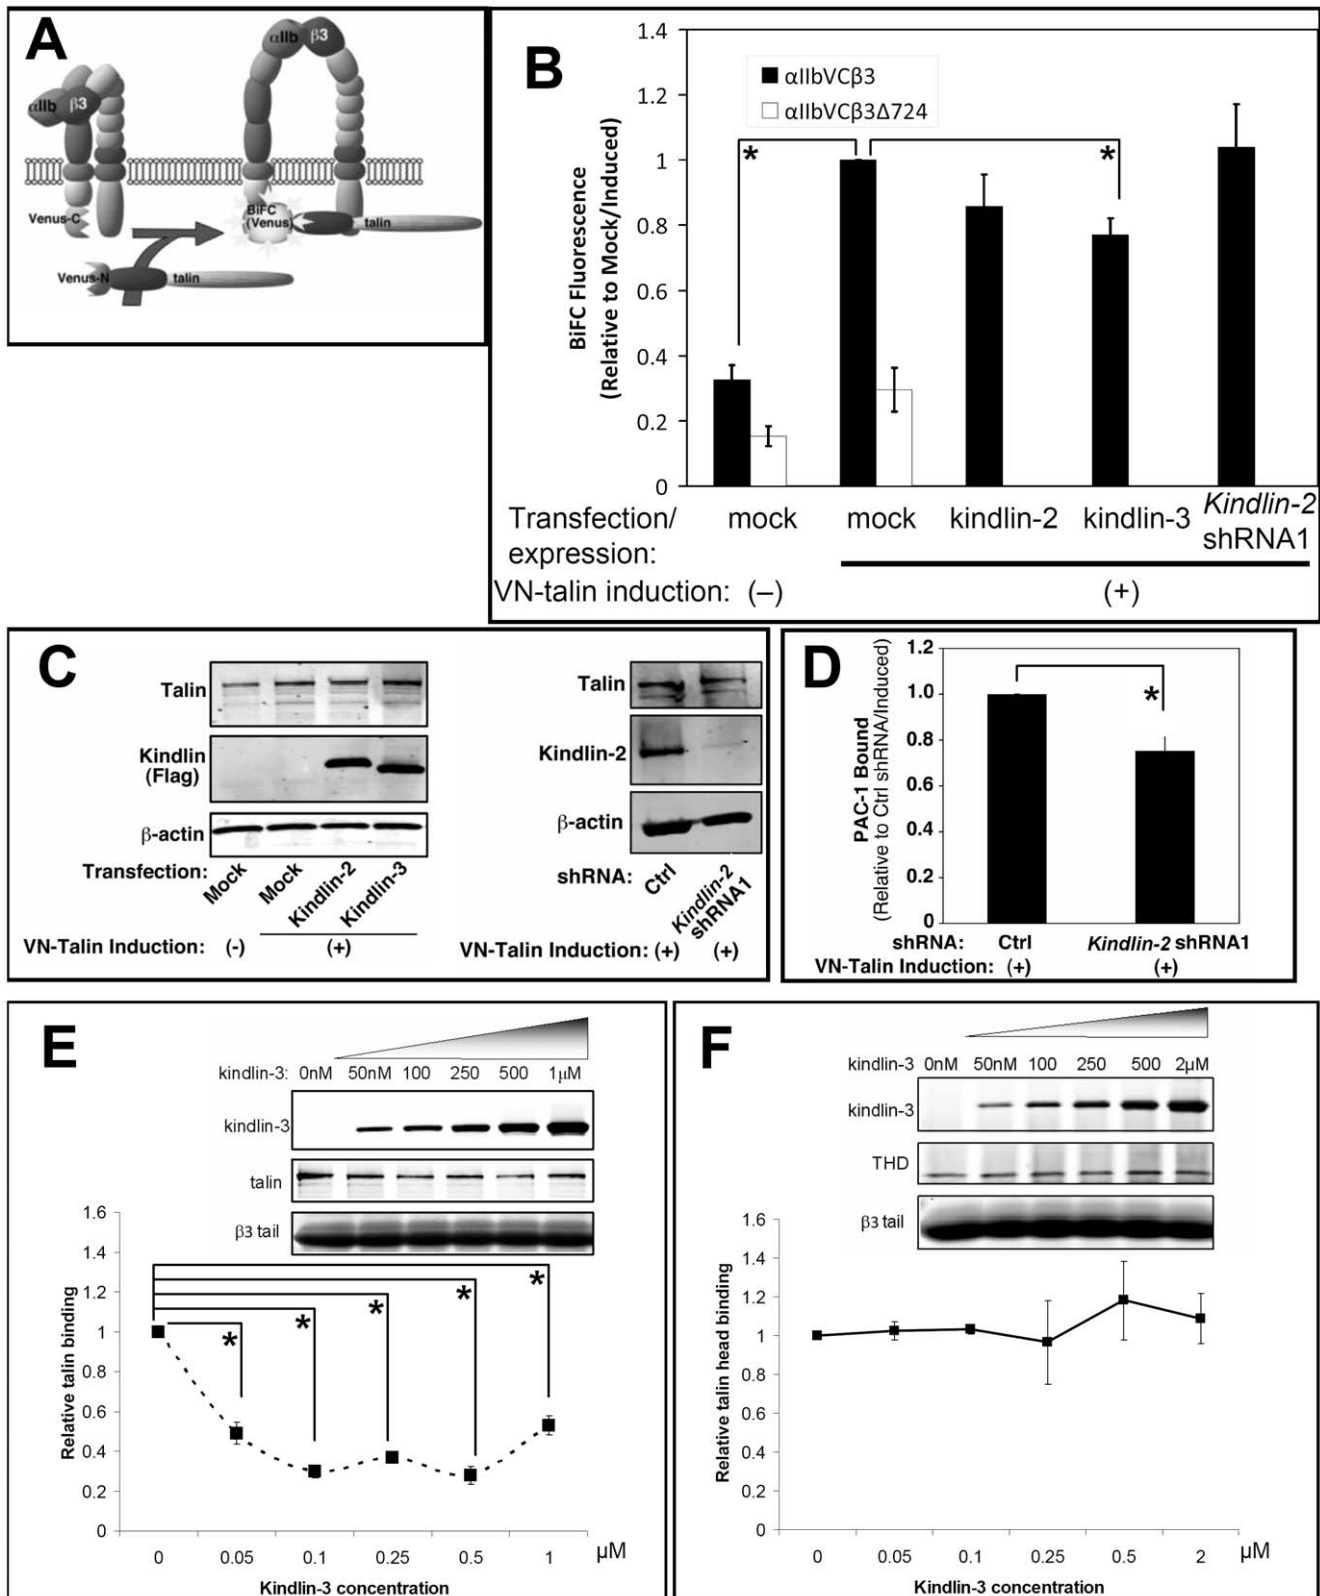 A
αIIb
β3
αIIb
β3
Venus-C
BiFC
(Venus)
talin
Venus-N
talin
B
BiFC Fluorescence
(Relative to Mock/Induced)
1.4
1.2
1
0.8
0.6
0.4
0.2
0
αIIbVCβ3
αIIbVCβ3Δ724
*
*
Transfection/ mock mock kindlin-2 kindlin-3 Kindlin-2
expression: shRNA1
VN-talin induction: (–) (+)
C
Talin
Kindlin
(Flag)
β-actin
Transfection: Mock Mock Kindlin-2 Kindlin-3
VN-Talin Induction: (-) (+)
Talin
Kindlin-2
β-actin
shRNA: Ctrl Kindlin-2
shRNA1
VN-Talin Induction: (+) (+)
D
PAC-1 Bound
(Relative to Ctrl shRNA/Induced)
1.2
1.0
0.8
0.6
0.4
0.2
0
*
shRNA: Ctrl Kindlin-2 shRNA1
VN-Talin Induction: (+) (+)
E
kindlin-3: 0nM 50nM 100 250 500 1µM
kindlin-3
talin
β3 tail
Relative talin binding
1.6
1.4
1.2
1
0.8
0.6
0.4
0.2
0
* * * * *
0 0.05 0.1 0.25 0.5 1 µM
Kindlin-3 concentration
F
kindlin-3 0nM 50nM 100 250 500 2µM
kindlin-3
THD
β3 tail
Relative talin head binding
1.6
1.4
1.2
1
0.8
0.6
0.4
0.2
0
0 0.05 0.1 0.25 0.5 2 µM
Kindlin-3 concentration